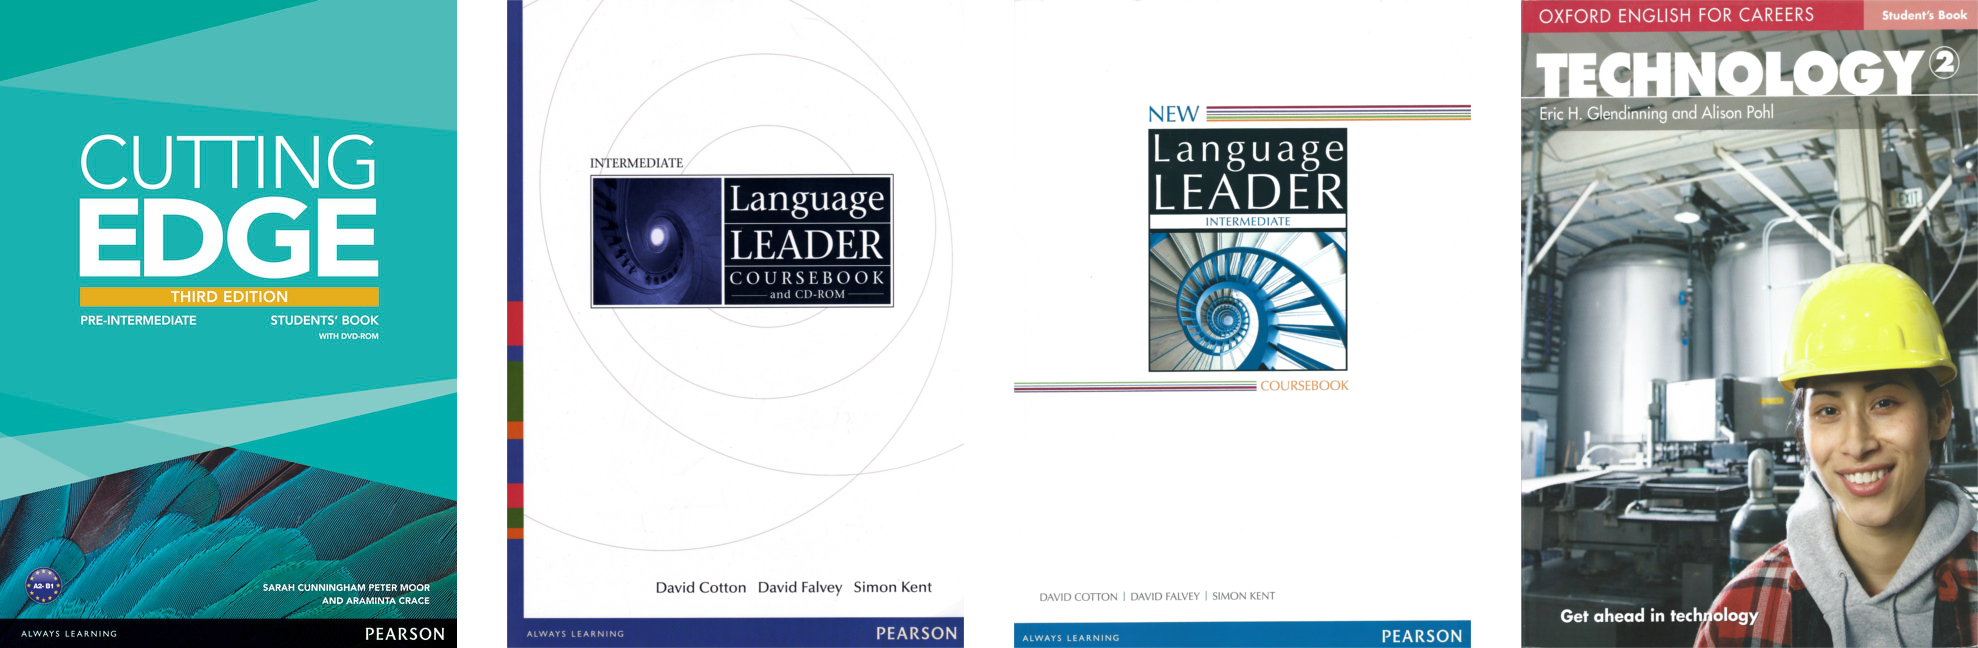 CUTTING
EDGE
THIRD EDITION
PRE-INTERMEDIATE STUDENTS' BOOK
WITH DVD-ROM
A2- B1
SARAH CUNNINGHAM PETER MOOR
AND ARAMINTA CRACE
ALWAYS LEARNING PEARSON
INTERMEDIATE
Language
LEADER
COURSEBOOK
and CD-ROM
David Cotton David Falvey Simon Kent
ALWAYS LEARNING PEARSON
NEW
Language
LEADER
INTERMEDIATE
COURSEBOOK
DAVID COTTON | DAVID FALVEY | SIMON KENT
ALWAYS LEARNING PEARSON
OXFORD ENGLISH FOR CAREERS Student's Book
TECHNOLOGY 2
Eric H. Glendinning and Alison Pohl
EXIT
Get ahead in technology